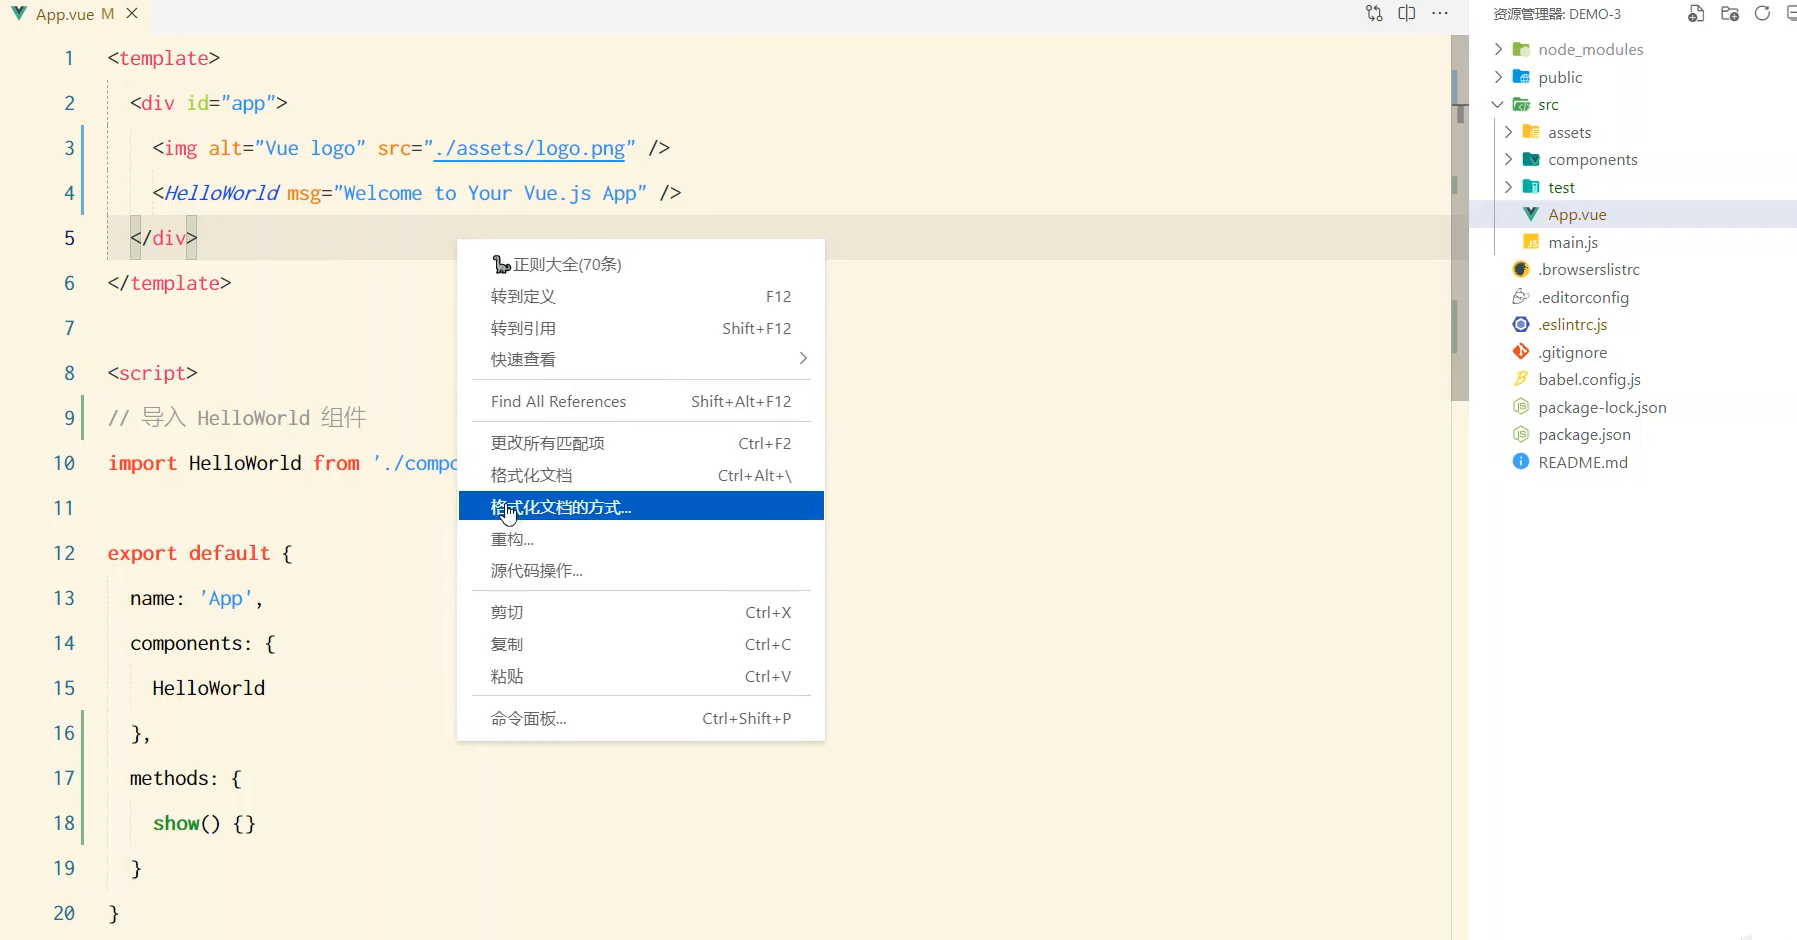 App.vue M
1 <template>
2 <div id="app">
3 <img alt="Vue logo" src="./assets/logo.png" />
4 <HelloWorld msg="Welcome to Your Vue.js App" />
5 </div>
6 </template>
7
8 <script>
9 // 导入 HelloWorld 组件
10 import HelloWorld from './compo
11
12 export default {
13 name: 'App',
14 components: {
15 HelloWorld
16 },
17 methods: {
18 show() {}
19 }
20 }
正则大全(70条)
转到定义 F12
转到引用 Shift+F12
快速查看
Find All References Shift+Alt+F12
更改所有匹配项 Ctrl+F2
格式化文档 Ctrl+Alt+\
格式化文档的方式...
重构...
源代码操作...
剪切 Ctrl+X
复制 Ctrl+C
粘贴 Ctrl+V
命令面板... Ctrl+Shift+P
资源管理器: DEMO-3
node_modules
public
src
assets
components
test
App.vue
main.js
.browserslistrc
.editorconfig
.eslintrc.js
.gitignore
babel.config.js
package-lock.json
package.json
README.md